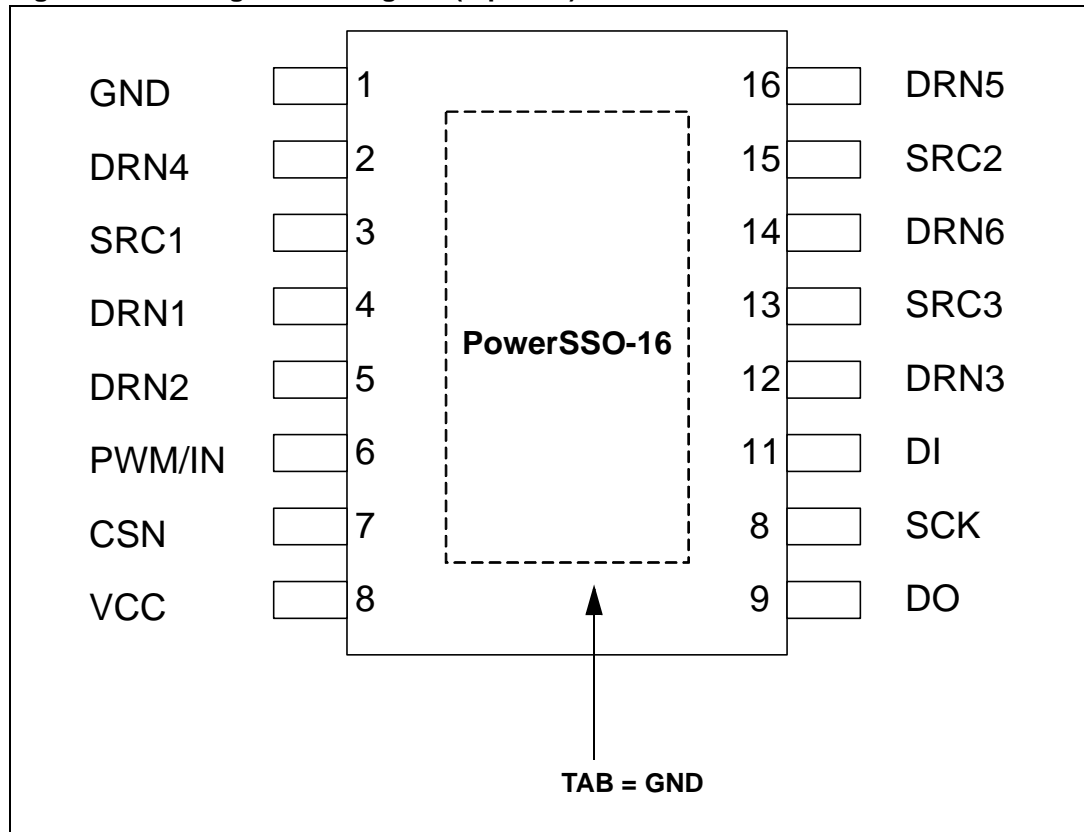 GND 1 16 DRN5
DRN4 2 15 SRC2
SRC1 3 14 DRN6
DRN1 4 13 SRC3
PowerSSO-16
DRN2 5 12 DRN3
PWM/IN 6 11 DI
CSN 7 8 SCK
VCC 8 9 DO
TAB = GND